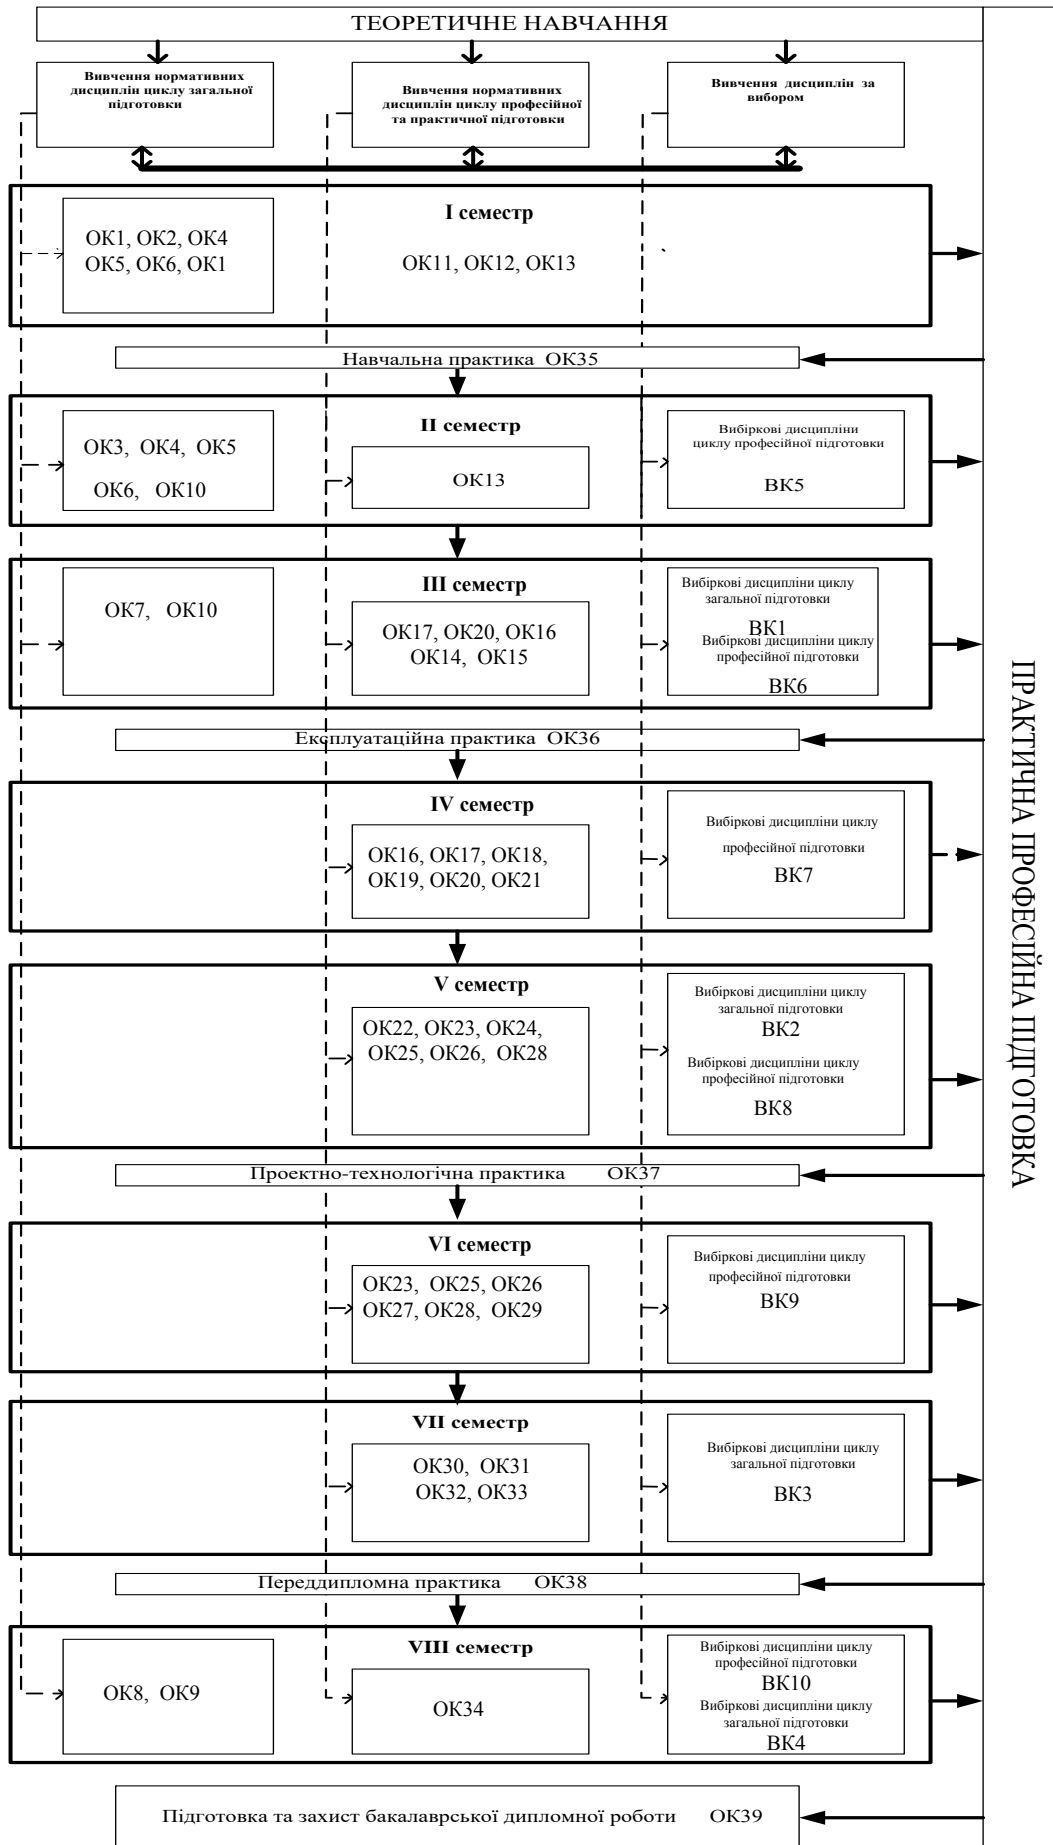 ТЕОРЕТИЧНЕ НАВЧАННЯ
Вивчення нормативних
дисциплін циклу загальної
підготовки
Вивчення нормативних
дисциплін циклу професійної
та практичної підготовки
Вивчення дисциплін за
вибором
I семестр
ОК1, ОК2, ОК4
ОК5, ОК6, ОК1
ОК11, ОК12, ОК13
Навчальна практика ОК35
II семестр
ОК3, ОК4, ОК5
ОК6, ОК10
ОК13
Вибіркові дисципліни
циклу професійної підготовки
ВК5
III семестр
ОК7, ОК10
ОК17, ОК20, ОК16
ОК14, ОК15
Вибіркові дисципліни циклу
загальної підготовки
ВК1
Вибіркові дисципліни циклу
професійної підготовки
ВК6
Експлуатаційна практика ОК36
IV семестр
ОК16, ОК17, ОК18,
ОК19, ОК20, ОК21
Вибіркові дисципліни циклу
професійної підготовки
ВК7
V семестр
ОК22, ОК23, ОК24,
ОК25, ОК26, ОК28
Вибіркові дисципліни циклу
загальної підготовки
ВК2
Вибіркові дисципліни циклу
професійної підготовки
ВК8
Проектно-технологічна практика ОК37
VI семестр
ОК23, ОК25, ОК26
ОК27, ОК28, ОК29
Вибіркові дисципліни циклу
професійної підготовки
ВК9
VII семестр
ОК30, ОК31
ОК32, ОК33
Вибіркові дисципліни циклу
загальної підготовки
ВК3
Переддипломна практика ОК38
VIII семестр
ОК8, ОК9
ОК34
Вибіркові дисципліни циклу
професійної підготовки
ВК10
Вибіркові дисципліни циклу
загальної підготовки
ВК4
Підготовка та захист бакалаврської дипломної роботи ОК39
ПРАКТИЧНА ПРОФЕСІЙНА ПІДГОТОВКА